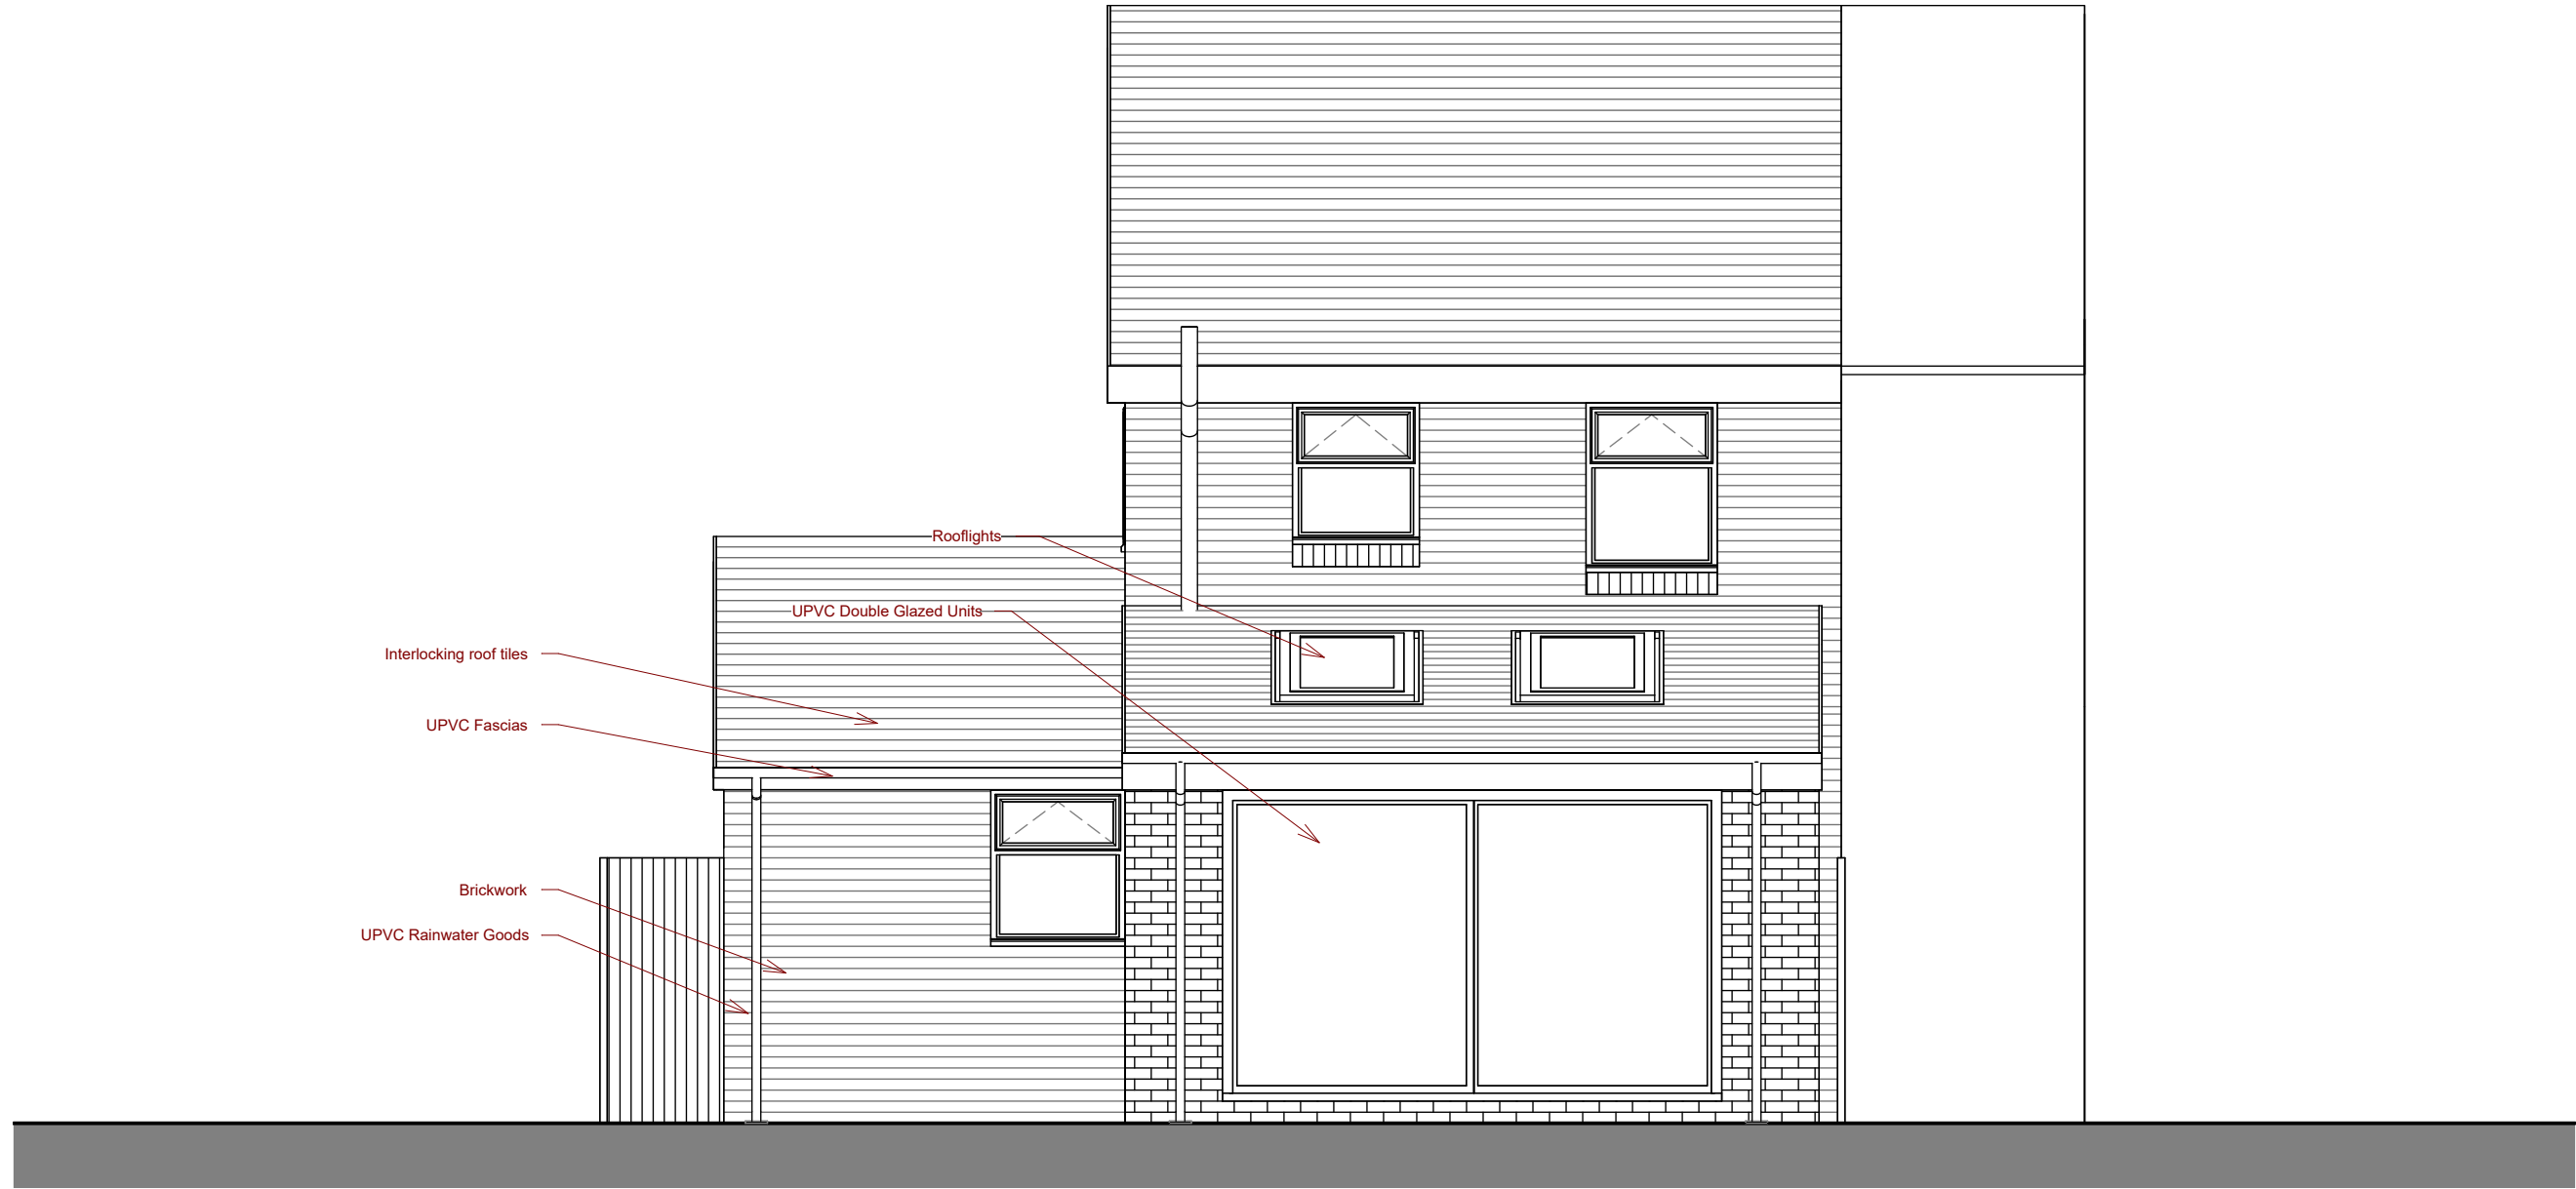 Rooflights
UPVC Double Glazed Units
Interlocking roof tiles
UPVC Fascias
Brickwork
UPVC Rainwater Goods